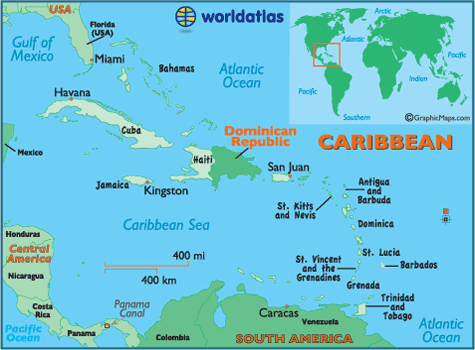 USA
worldatlas
Arctic
Atlantic
Indian
Pacific
Pacific
Southern
©GraphicMaps.com
Florida
(USA)
Gulf of
Mexico
Miami
Bahamas
Atlantic
Ocean
Havana
Cuba
Dominican
Republic
CARIBBEAN
Mexico
Haiti
San Juan
Jamaica
Kingston
Antigua
and
Barbuda
St. Kitts
and Nevis
Caribbean Sea
Dominica
Honduras
Central
America
400 mi
400 km
St. Lucia
St. Vincent
and the
Grenadines
Barbados
Nicaragua
Grenada
Costa
Rica
Panama
Canal
Caracas
Trinidad
and
Tobago
Pacific
Ocean
Panama
Colombia
Venezuela
SOUTH AMERICA
Atlantic
Ocean